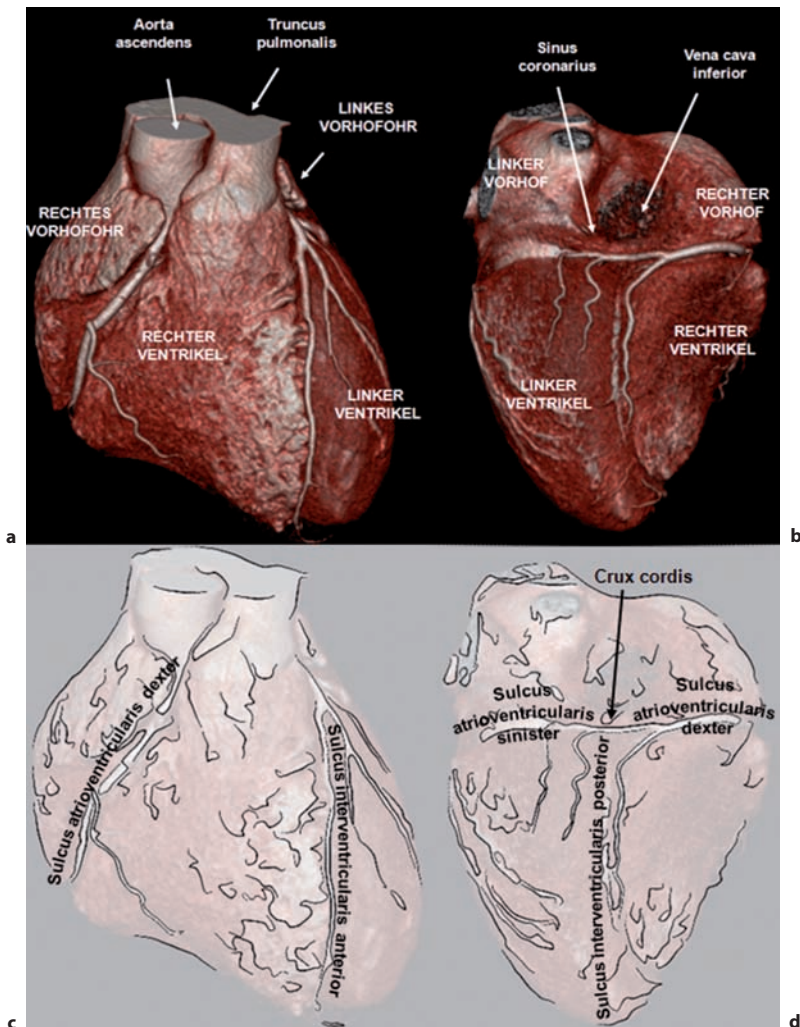 Aorta
ascendens
Truncus
pulmonalis
LINKES
VORHOFOHR
RECHTES
VORHOFOHR
RECHTER
VENTRIKEL
LINKER
VENTRIKEL
a
Sinus
coronarius
Vena cava
inferior
LINKER
VORHOF
RECHTER
VORHOF
RECHTER
VENTRIKEL
LINKER
VENTRIKEL
b
Sulcus atrioventricularis dexter
Sulcus interventricularis anterior
c
Crux cordis
Sulcus
atrioventricularis
sinister
Sulcus
atrioventricularis
dexter
Sulcus interventricularis posterior
d